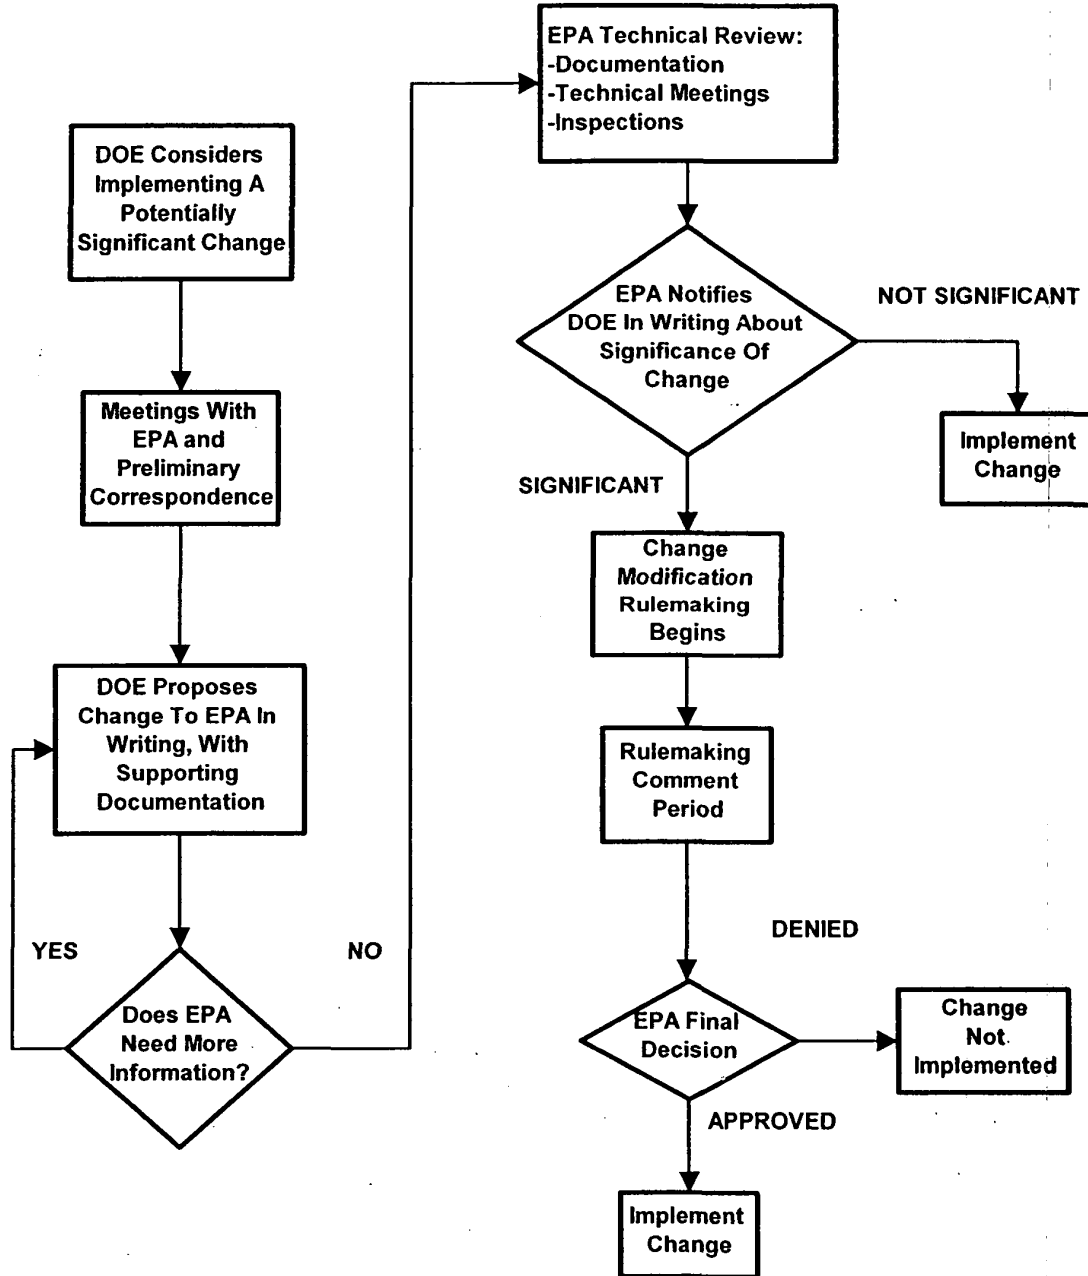 DOE Considers
Implementing A
Potentially
Significant Change
Meetings With
EPA and
Preliminary
Correspondence
DOE Proposes
Change To EPA In
Writing, With
Supporting
Documentation
YES
NO
Does EPA
Need More
Information?
EPA Technical Review:
-Documentation
-Technical Meetings
-Inspections
EPA Notifies
DOE In Writing About
Significance Of
Change
NOT SIGNIFICANT
Implement
Change
SIGNIFICANT
Change
Modification
Rulemaking
Begins
Rulemaking
Comment
Period
DENIED
EPA Final
Decision
Change
Not
Implemented
APPROVED
Implement
Change